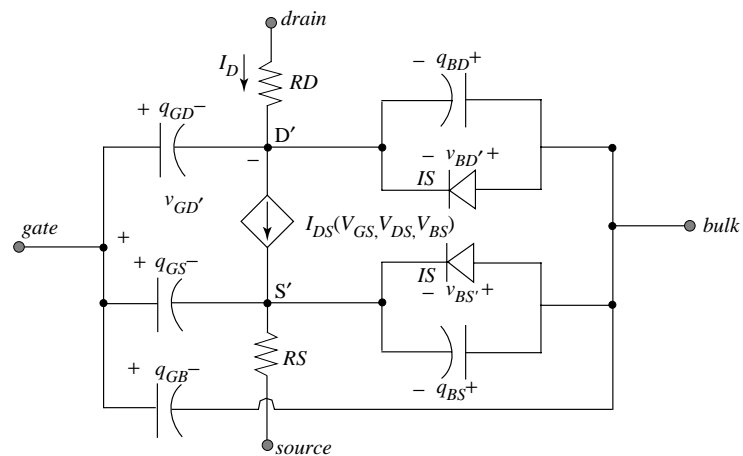 drain
I_D
RD
− q_BD +
+ q_GD −
D′
−
− v_BD′ +
IS
v_GD′
gate
+
I_DS(V_GS,V_DS,V_BS)
bulk
+ q_GS −
S′
IS
− v_BS′ +
RS
+ q_GB −
− q_BS +
source